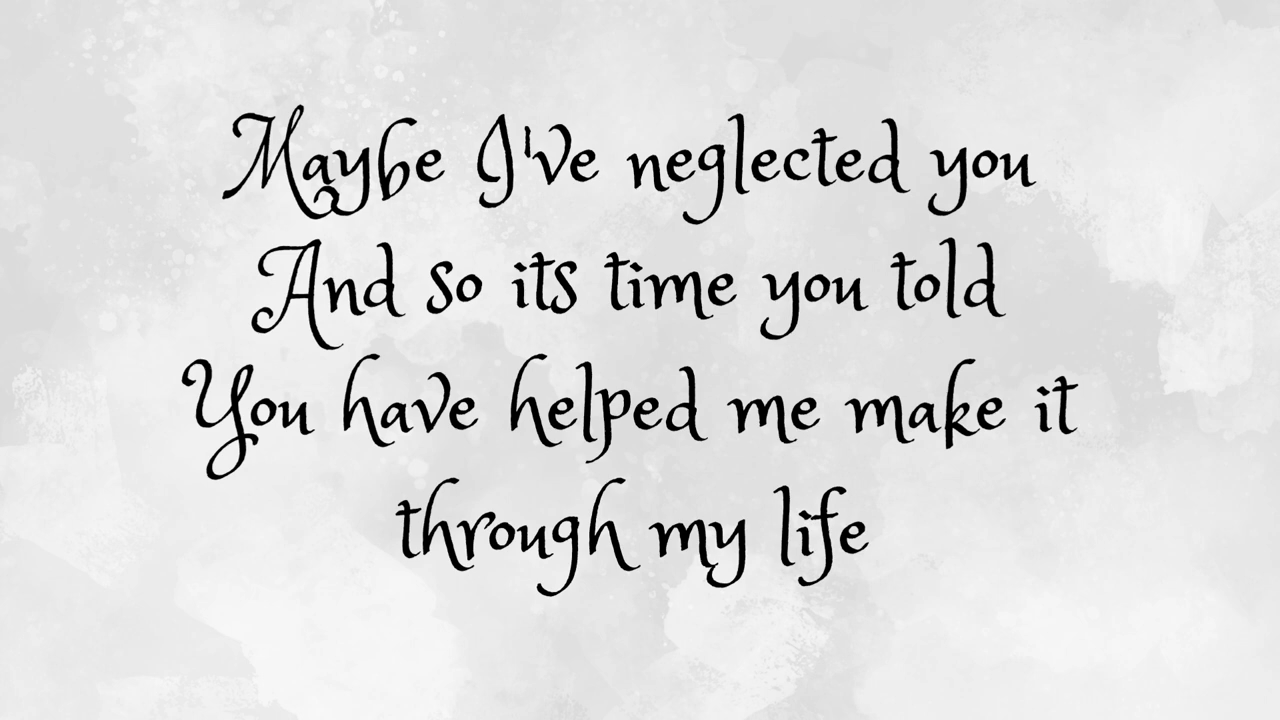 Maybe I've neglected you
And so its time you told
You have helped me make it
through my life